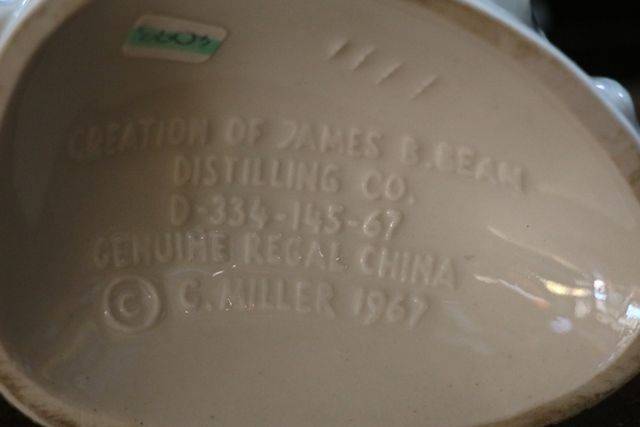 CREATION OF JAMES B. BEAM
DISTILLING CO.
D-334-145-67
GENUINE REGAL CHINA
© C. MILLER 1967